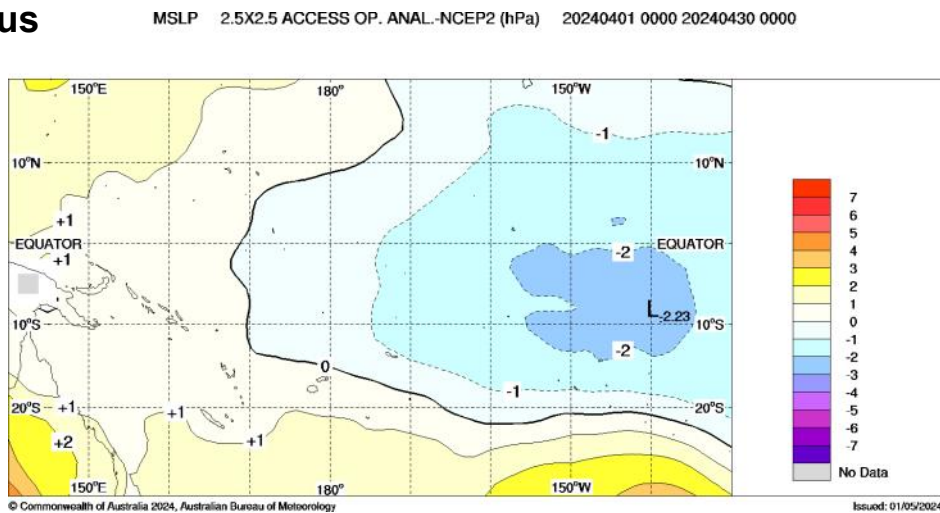 us
MSLP 2.5X2.5 ACCESS OP. ANAL.-NCEP2 (hPa) 20240401 0000 20240430 0000
150°E 180° 150°W
-1
10°N 10°N
+1
EQUATOR -2 EQUATOR
+1
L-2.23
10°S 10°S
-2
0
-1
20°S +1 +1 20°S
+2 +1
150°E 180° 150°W
7
6
5
4
3
2
1
0
-1
-2
-3
-4
-5
-6
-7
No Data
© Commonwealth of Australia 2024, Australian Bureau of Meteorology Issued: 01/05/2024